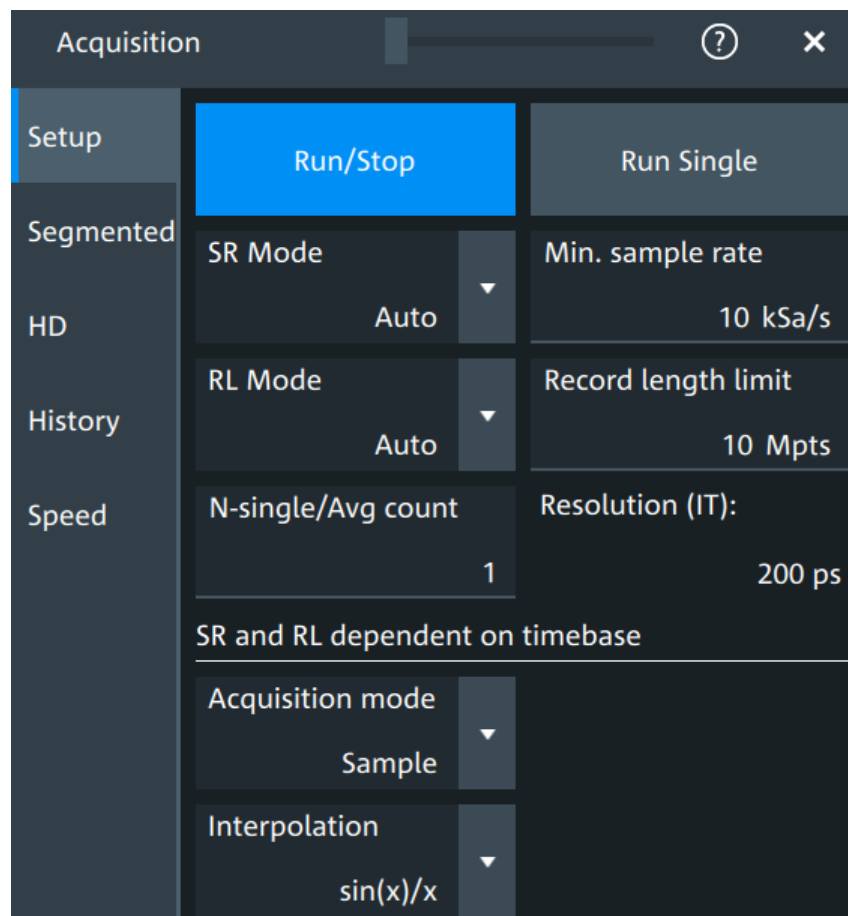 Acquisition
Setup
Segmented
HD
History
Speed
Run/Stop
Run Single
SR Mode
Auto
Min. sample rate
10 kSa/s
RL Mode
Auto
Record length limit
10 Mpts
N-single/Avg count
1
Resolution (IT):
200 ps
SR and RL dependent on timebase
Acquisition mode
Sample
Interpolation
sin(x)/x